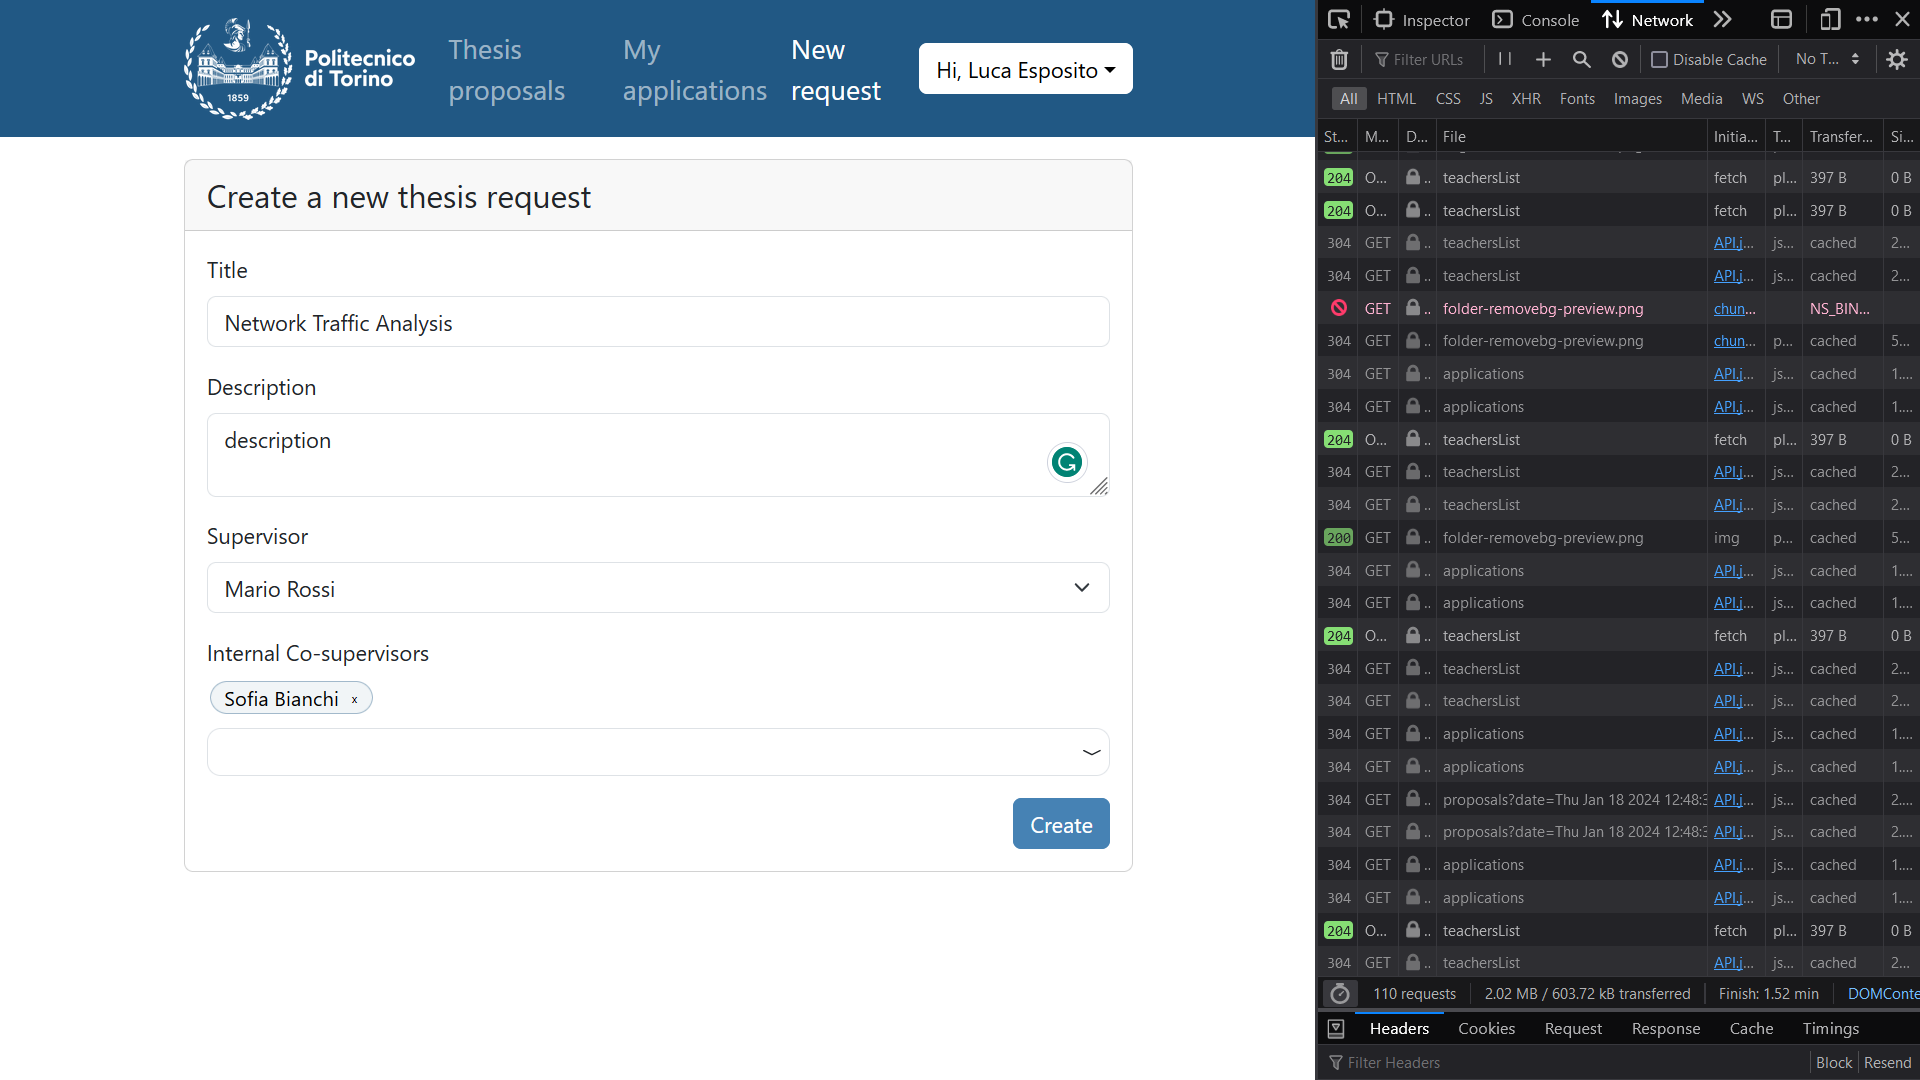 1859
Politecnico
di Torino
Thesis
proposals
My
applications
New
request
Hi, Luca Esposito
Create a new thesis request
Title
Network Traffic Analysis
Description
description
Supervisor
Mario Rossi
Internal Co-supervisors
Sofia Bianchi x
Create
Inspector Console Network
Filter URLs Disable Cache No T...
All HTML CSS JS XHR Fonts Images Media WS Other
St... M... D... File Initia... T... Transfer... Si...
204 O... .. teachersList fetch pl... 397 B 0 B
204 O... .. teachersList fetch pl... 397 B 0 B
304 GET .. teachersList API.j... js... cached 2...
304 GET .. teachersList API.j... js... cached 2...
GET .. folder-removebg-preview.png chun... NS_BIN...
304 GET .. folder-removebg-preview.png chun... p... cached 5...
304 GET .. applications API.j... js... cached 1....
304 GET .. applications API.j... js... cached 1....
204 O... .. teachersList fetch pl... 397 B 0 B
304 GET .. teachersList API.j... js... cached 2...
304 GET .. teachersList API.j... js... cached 2...
200 GET .. folder-removebg-preview.png img p... cached 5...
304 GET .. applications API.j... js... cached 1....
304 GET .. applications API.j... js... cached 1....
204 O... .. teachersList fetch pl... 397 B 0 B
304 GET .. teachersList API.j... js... cached 2...
304 GET .. teachersList API.j... js... cached 2...
304 GET .. applications API.j... js... cached 1....
304 GET .. applications API.j... js... cached 1....
304 GET .. proposals?date=Thu Jan 18 2024 12:48:3 API.j... js... cached 2....
304 GET .. proposals?date=Thu Jan 18 2024 12:48:3 API.j... js... cached 2....
304 GET .. applications API.j... js... cached 1....
304 GET .. applications API.j... js... cached 1....
204 O... .. teachersList fetch pl... 397 B 0 B
304 GET .. teachersList API.j... js... cached 2...
110 requests 2.02 MB / 603.72 kB transferred Finish: 1.52 min DOMConte
Headers Cookies Request Response Cache Timings
Filter Headers Block Resend